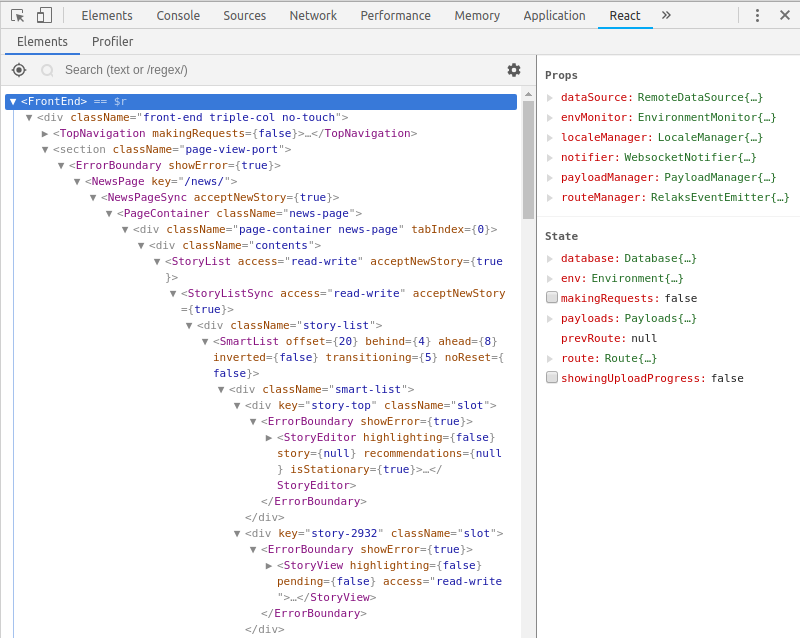 Elements Console Sources Network Performance Memory Application React »
Elements Profiler
Search (text or /regex/)
▼ <FrontEnd> == $r
▼ <div className="front-end triple-col no-touch">
▶ <TopNavigation makingRequests={false}>…</TopNavigation>
▼ <section className="page-view-port">
▼ <ErrorBoundary showError={true}>
▼ <NewsPage key="/news/">
▼ <NewsPageSync acceptNewStory={true}>
▼ <PageContainer className="news-page">
▼ <div className="page-container news-page" tabIndex={0}>
▼ <div className="contents">
▼ <StoryList access="read-write" acceptNewStory={true
}>
▼ <StoryListSync access="read-write" acceptNewStory
={true}>
▼ <div className="story-list">
▼ <SmartList offset={20} behind={4} ahead={8}
inverted={false} transitioning={5} noReset={
false}>
▼ <div className="smart-list">
▼ <div key="story-top" className="slot">
▼ <ErrorBoundary showError={true}>
▶ <StoryEditor highlighting={false}
story={null} recommendations={null
} isStationary={true}>…</
StoryEditor>
</ErrorBoundary>
</div>
▼ <div key="story-2932" className="slot">
▼ <ErrorBoundary showError={true}>
▶ <StoryView highlighting={false}
pending={false} access="read-write
">…</StoryView>
</ErrorBoundary>
</div>
Props
dataSource: RemoteDataSource{…}
envMonitor: EnvironmentMonitor{…}
localeManager: LocaleManager{…}
notifier: WebsocketNotifier{…}
payloadManager: PayloadManager{…}
routeManager: RelaksEventEmitter{…}
State
database: Database{…}
env: Environment{…}
makingRequests: false
payloads: Payloads{…}
prevRoute: null
route: Route{…}
showingUploadProgress: false